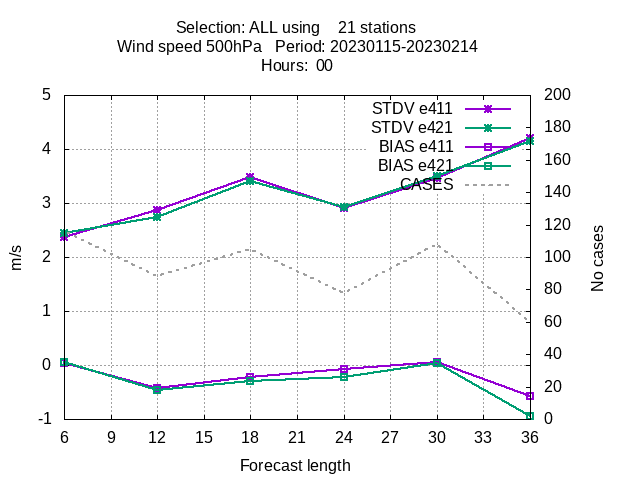 Selection: ALL using    21 stations
Wind speed 500hPa   Period: 20230115-20230214
Hours:  00
5
4
3
2
1
0
-1
m/s
200
180
160
140
120
100
80
60
40
20
0
No cases
STDV e411
STDV e421
BIAS e411
BIAS e421
CASES
6 9 12 15 18 21 24 27 30 33 36
Forecast length